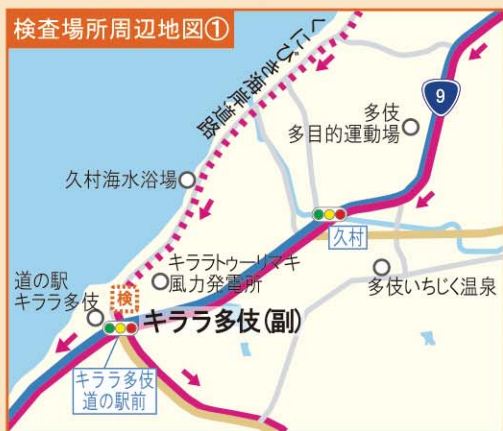 検査場所周辺地図①
くにびき海岸道路
9
多伎
多目的運動場
久村海水浴場
久村
キララトゥーリマキ
風力発電所
多伎いちじく温泉
道の駅
キララ多伎
検
キララ多伎(副)
キララ多伎
道の駅前